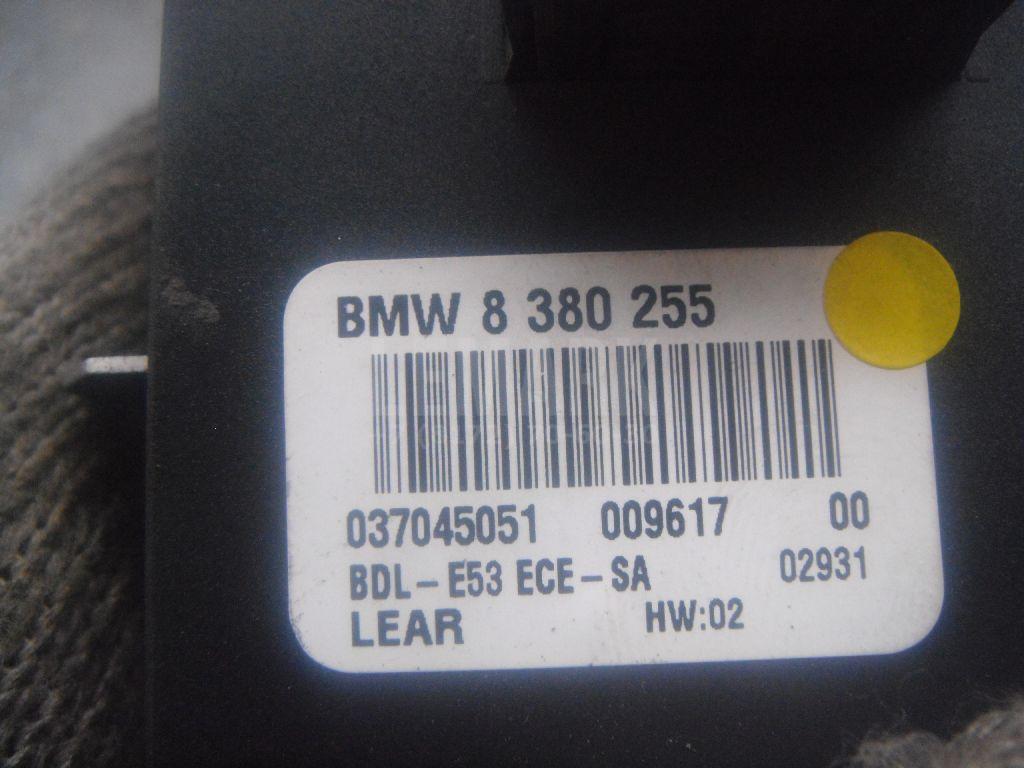 BMW 8 380 255
037045051 009617 00
BDL-E53 ECE-SA 02931
LEAR HW:02